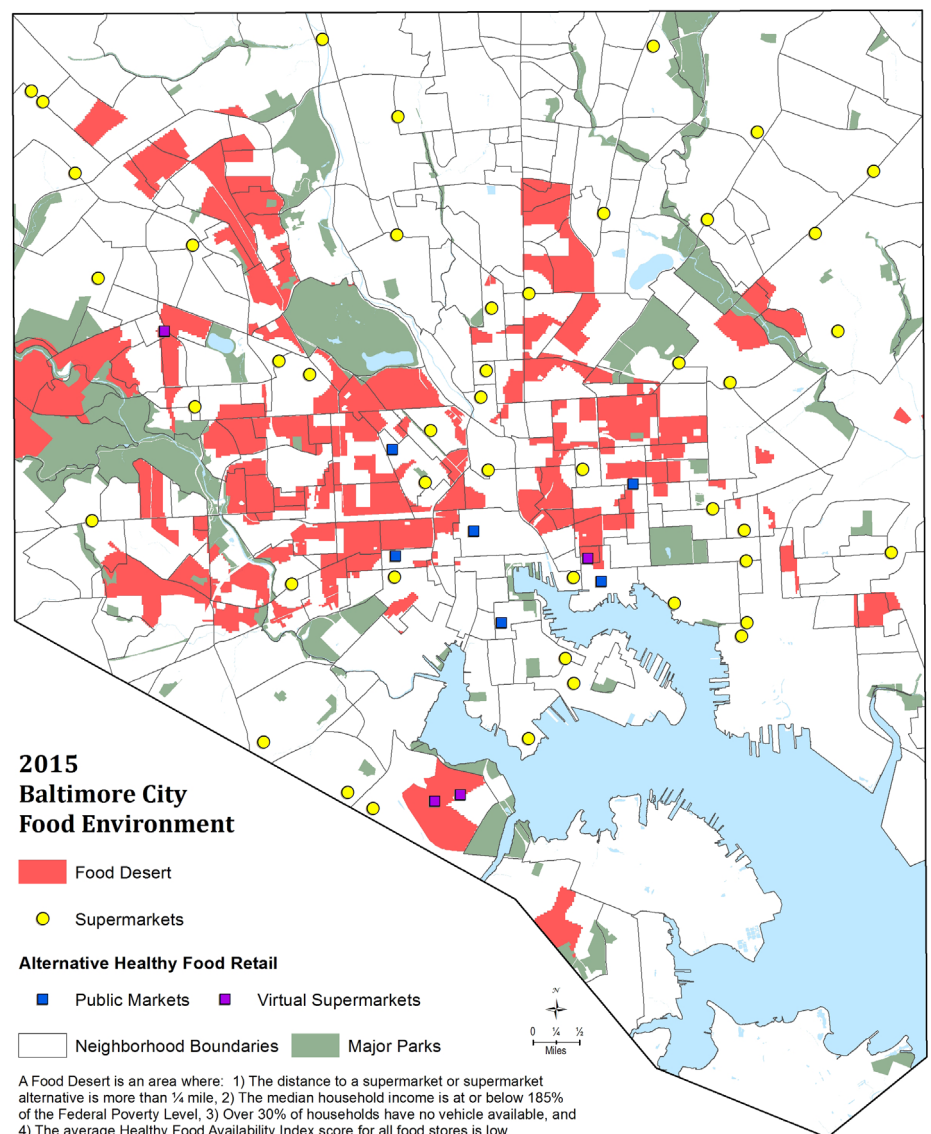 2015
Baltimore City
Food Environment
Food Desert
Supermarkets
Alternative Healthy Food Retail
Public Markets
Virtual Supermarkets
Neighborhood Boundaries
Major Parks
N
0 ¼ ½
Miles
A Food Desert is an area where: 1) The distance to a supermarket or supermarket
alternative is more than ¼ mile, 2) The median household income is at or below 185%
of the Federal Poverty Level, 3) Over 30% of households have no vehicle available, and
4) The average Healthy Food Availability Index score for all food stores is low